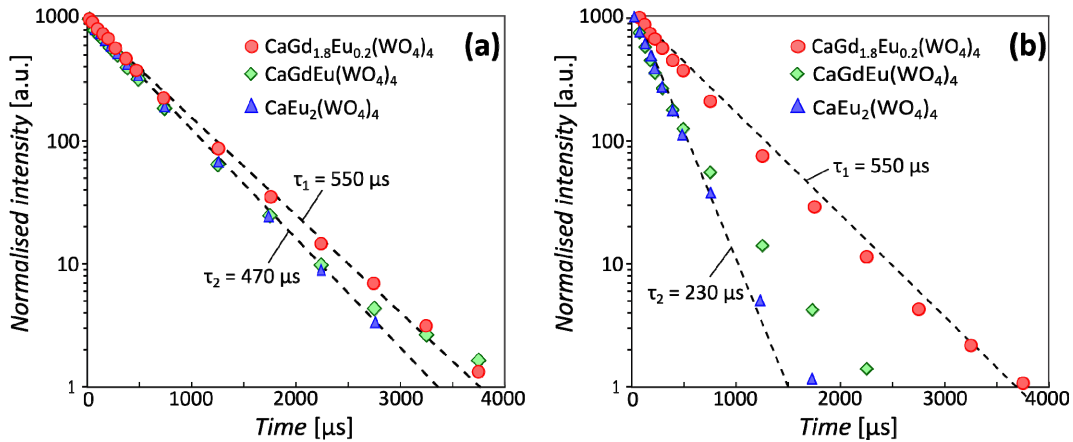 (a)
Normalised intensity [a.u.]
1000
100
10
1
CaGd1.8Eu0.2(WO4)4
CaGdEu(WO4)4
CaEu2(WO4)4
τ1 = 550 µs
τ2 = 470 µs
0
1000
2000
3000
4000
Time [µs]
(b)
Normalised intensity [a.u.]
1000
100
10
1
CaGd1.8Eu0.2(WO4)4
CaGdEu(WO4)4
CaEu2(WO4)4
τ1 = 550 µs
τ2 = 230 µs
0
1000
2000
3000
4000
Time [µs]